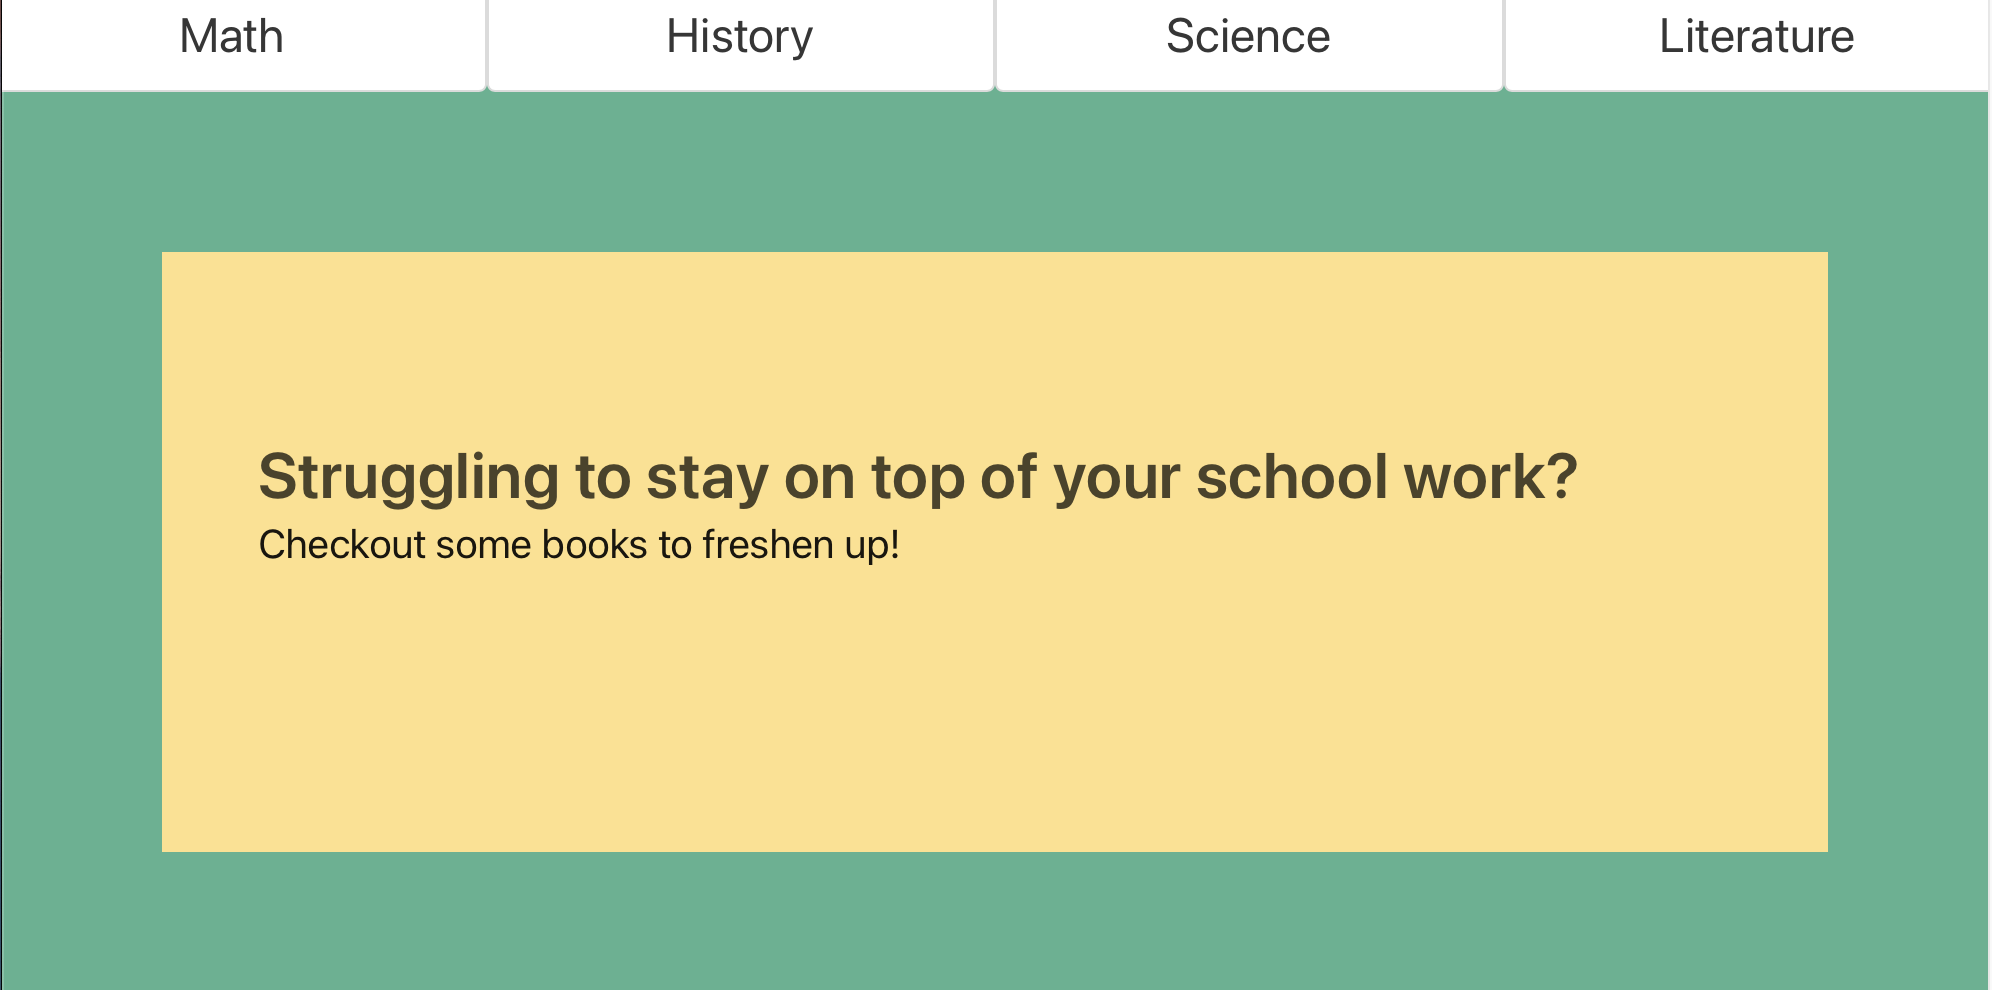 Math History Science Literature
Struggling to stay on top of your school work?
Checkout some books to freshen up!